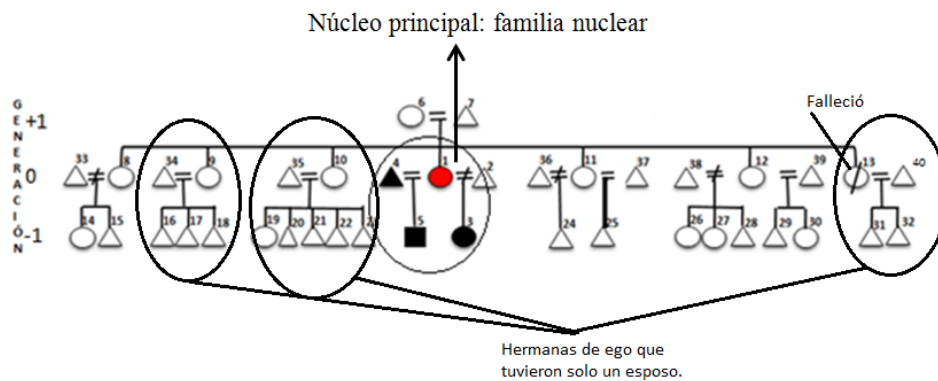 Núcleo principal: familia nuclear
GENERACIÓN
+1
0
-1
6 7
Falleció
33 8 34 9 35 10 4 1 2 36 11 37 38 12 39 13 40
14 15 16 17 18 19 20 21 22 5 3 24 25 26 27 28 29 30 31 32
Hermanas de ego que
tuvieron solo un esposo.